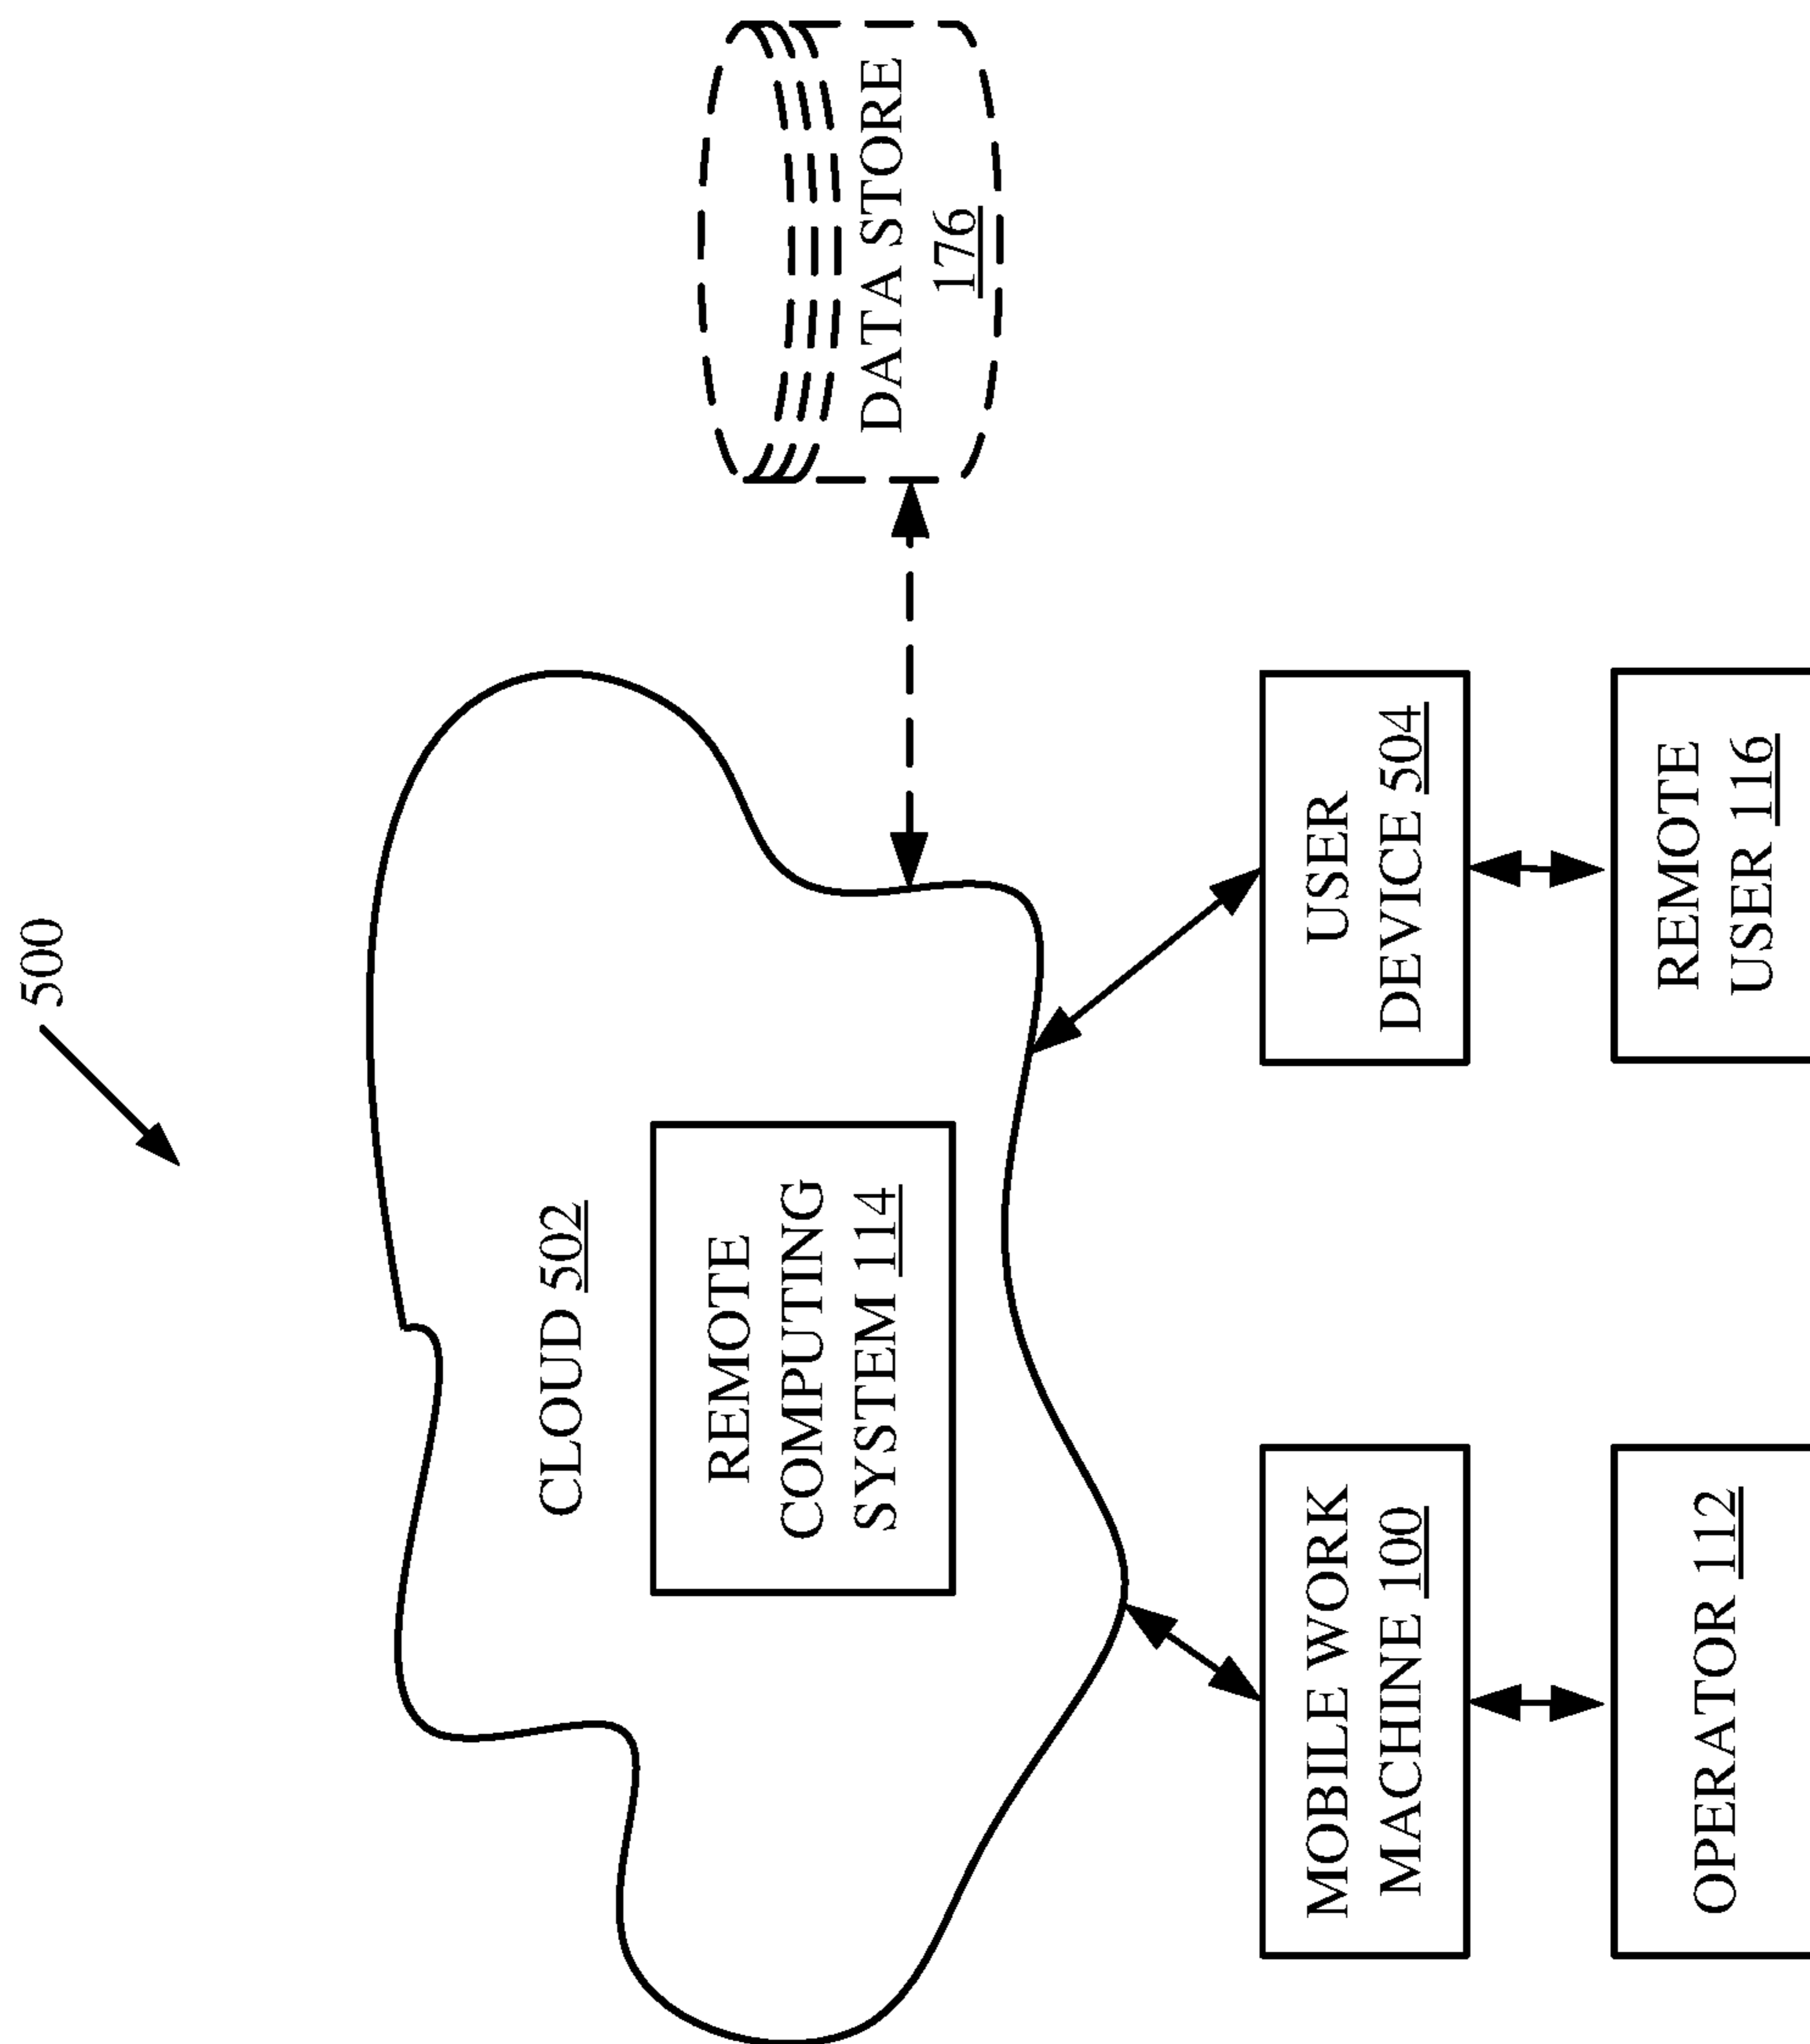 500
CLOUD 502
REMOTE
COMPUTING
SYSTEM 114
DATA STORE
176
MOBILE WORK
MACHINE 100
USER
DEVICE 504
OPERATOR 112
REMOTE
USER 116